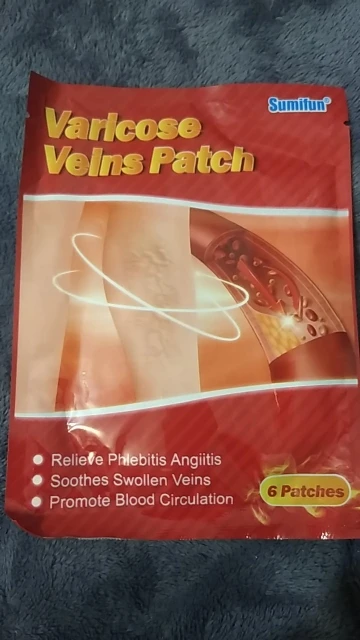 Sumifun®
Varicose
Veins Patch
Relieve Phlebitis Angiitis
Soothes Swollen Veins
Promote Blood Circulation
6 Patches